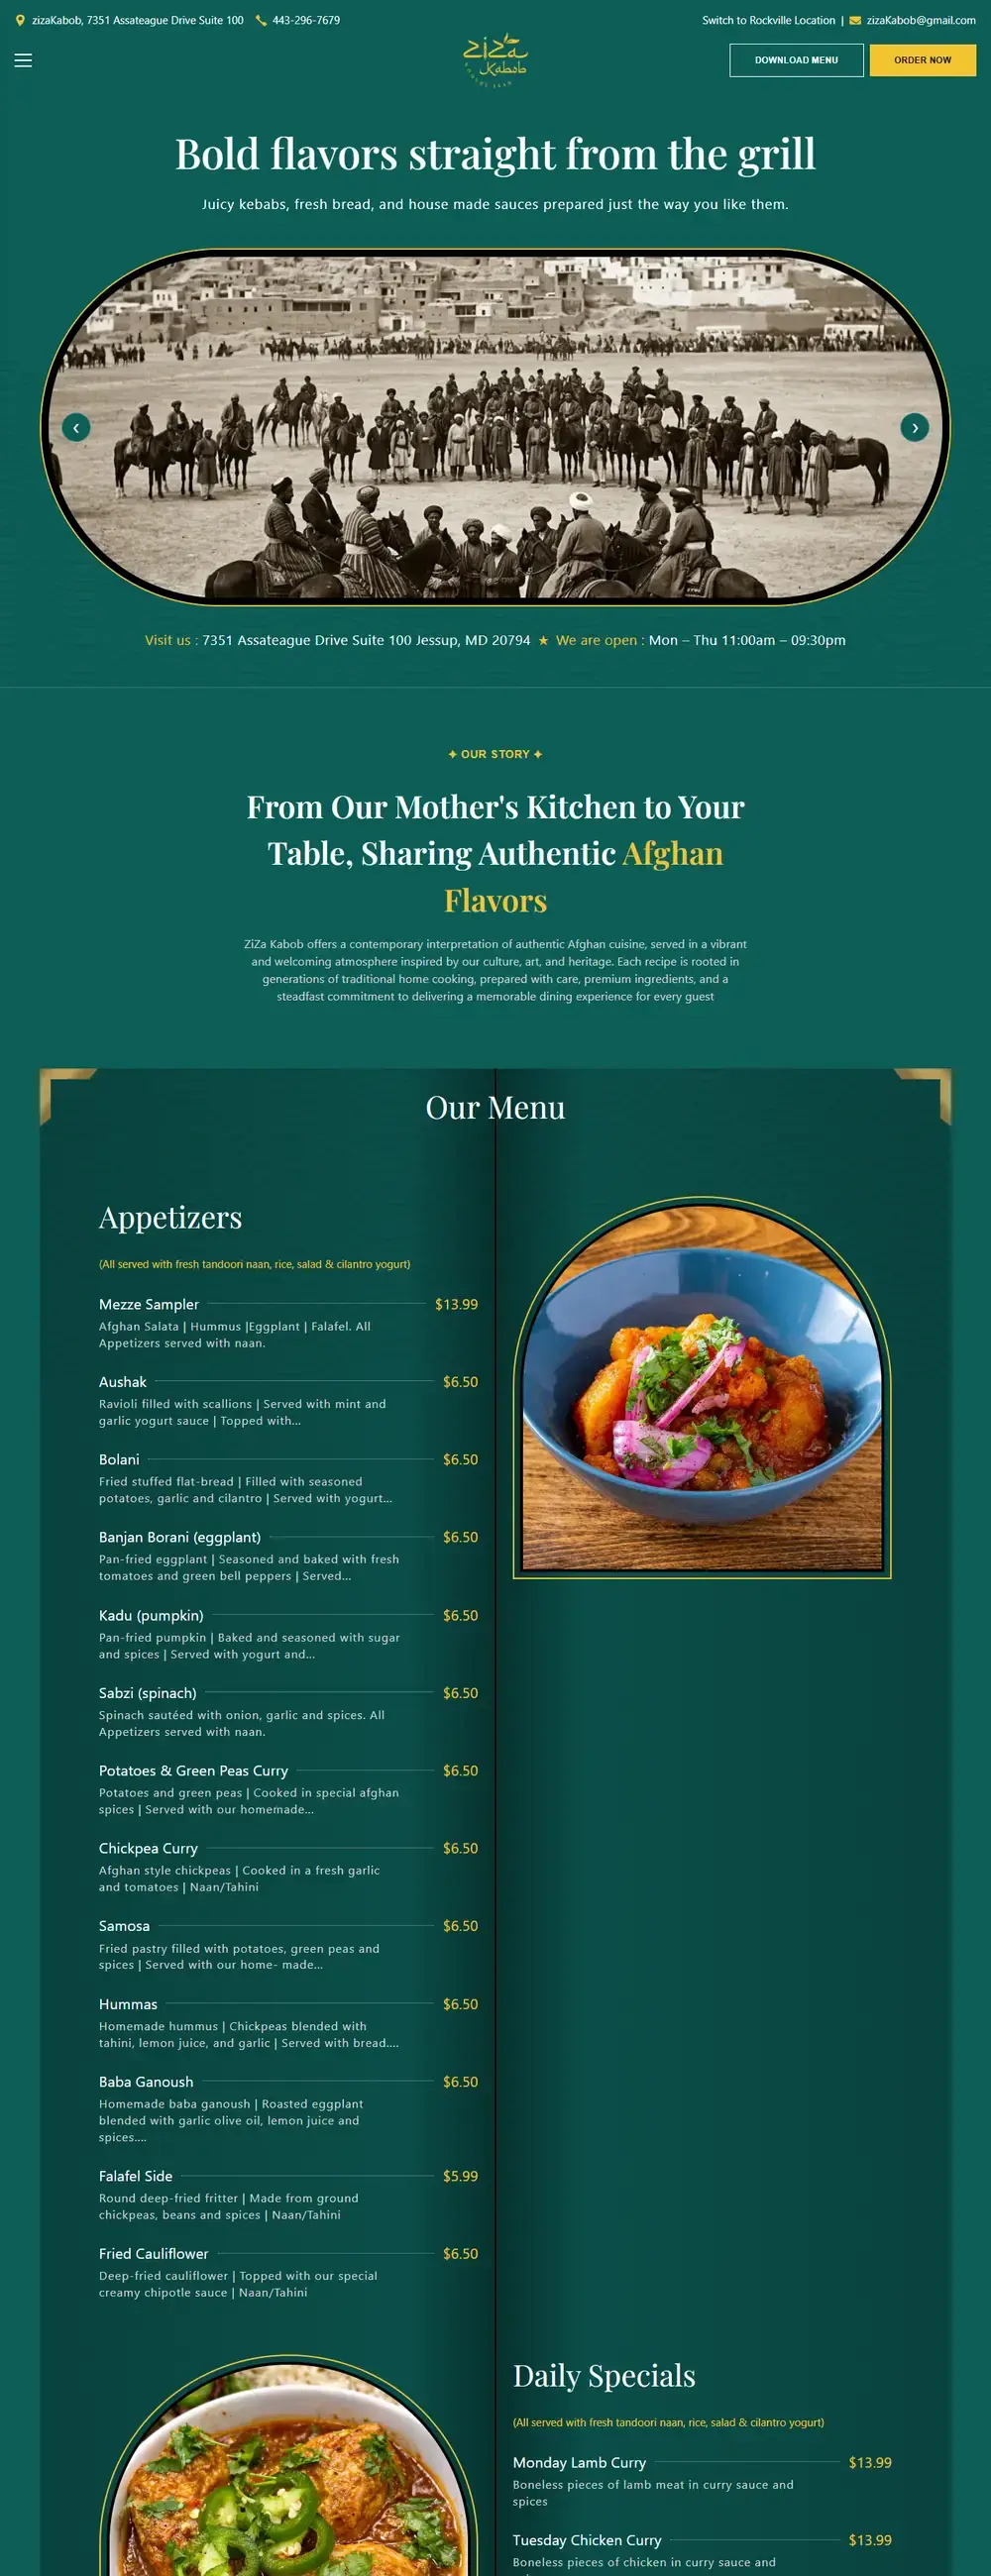 zizaKabob, 7351 Assateague Drive Suite 100 443-296-7679
Switch to Rockville Location | zizaKabob@gmail.com
ziza
Kabob
DOWNLOAD MENU
ORDER NOW
Bold flavors straight from the grill
Juicy kebabs, fresh bread, and house made sauces prepared just the way you like them.
Visit us : 7351 Assateague Drive Suite 100 Jessup, MD 20794 ★ We are open : Mon – Thu 11:00am – 09:30pm
✦ OUR STORY ✦
From Our Mother's Kitchen to Your
Table, Sharing Authentic Afghan
Flavors
ZiZa Kabob offers a contemporary interpretation of authentic Afghan cuisine, served in a vibrant
and welcoming atmosphere inspired by our culture, art, and heritage. Each recipe is rooted in
generations of traditional home cooking, prepared with care, premium ingredients, and a
steadfast commitment to delivering a memorable dining experience for every guest
Our Menu
Appetizers
(All served with fresh tandoori naan, rice, salad & cilantro yogurt)
Mezze Sampler $13.99
Afghan Salata | Hummus |Eggplant | Falafel. All
Appetizers served with naan.
Aushak $6.50
Ravioli filled with scallions | Served with mint and
garlic yogurt sauce | Topped with...
Bolani $6.50
Fried stuffed flat-bread | Filled with seasoned
potatoes, garlic and cilantro | Served with yogurt...
Banjan Borani (eggplant) $6.50
Pan-fried eggplant | Seasoned and baked with fresh
tomatoes and green bell peppers | Served...
Kadu (pumpkin) $6.50
Pan-fried pumpkin | Baked and seasoned with sugar
and spices | Served with yogurt and...
Sabzi (spinach) $6.50
Spinach sautéed with onion, garlic and spices. All
Appetizers served with naan.
Potatoes & Green Peas Curry $6.50
Potatoes and green peas | Cooked in special afghan
spices | Served with our homemade...
Chickpea Curry $6.50
Afghan style chickpeas | Cooked in a fresh garlic
and tomatoes | Naan/Tahini
Samosa $6.50
Fried pastry filled with potatoes, green peas and
spices | Served with our home- made...
Hummas $6.50
Homemade hummus | Chickpeas blended with
tahini, lemon juice, and garlic | Served with bread....
Baba Ganoush $6.50
Homemade baba ganoush | Roasted eggplant
blended with garlic olive oil, lemon juice and
spices....
Falafel Side $5.99
Round deep-fried fritter | Made from ground
chickpeas, beans and spices | Naan/Tahini
Fried Cauliflower $6.50
Deep-fried cauliflower | Topped with our special
creamy chipotle sauce | Naan/Tahini
Daily Specials
(All served with fresh tandoori naan, rice, salad & cilantro yogurt)
Monday Lamb Curry $13.99
Boneless pieces of lamb meat in curry sauce and
spices
Tuesday Chicken Curry $13.99
Boneless pieces of chicken in curry sauce and